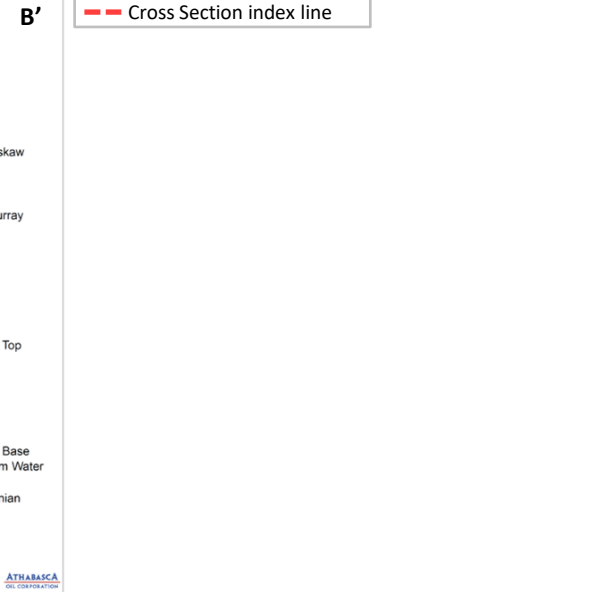 B’
Cross Section index line
skaw
urray
Top
Base
m Water
nian
ATHABASCA
OIL CORPORATION